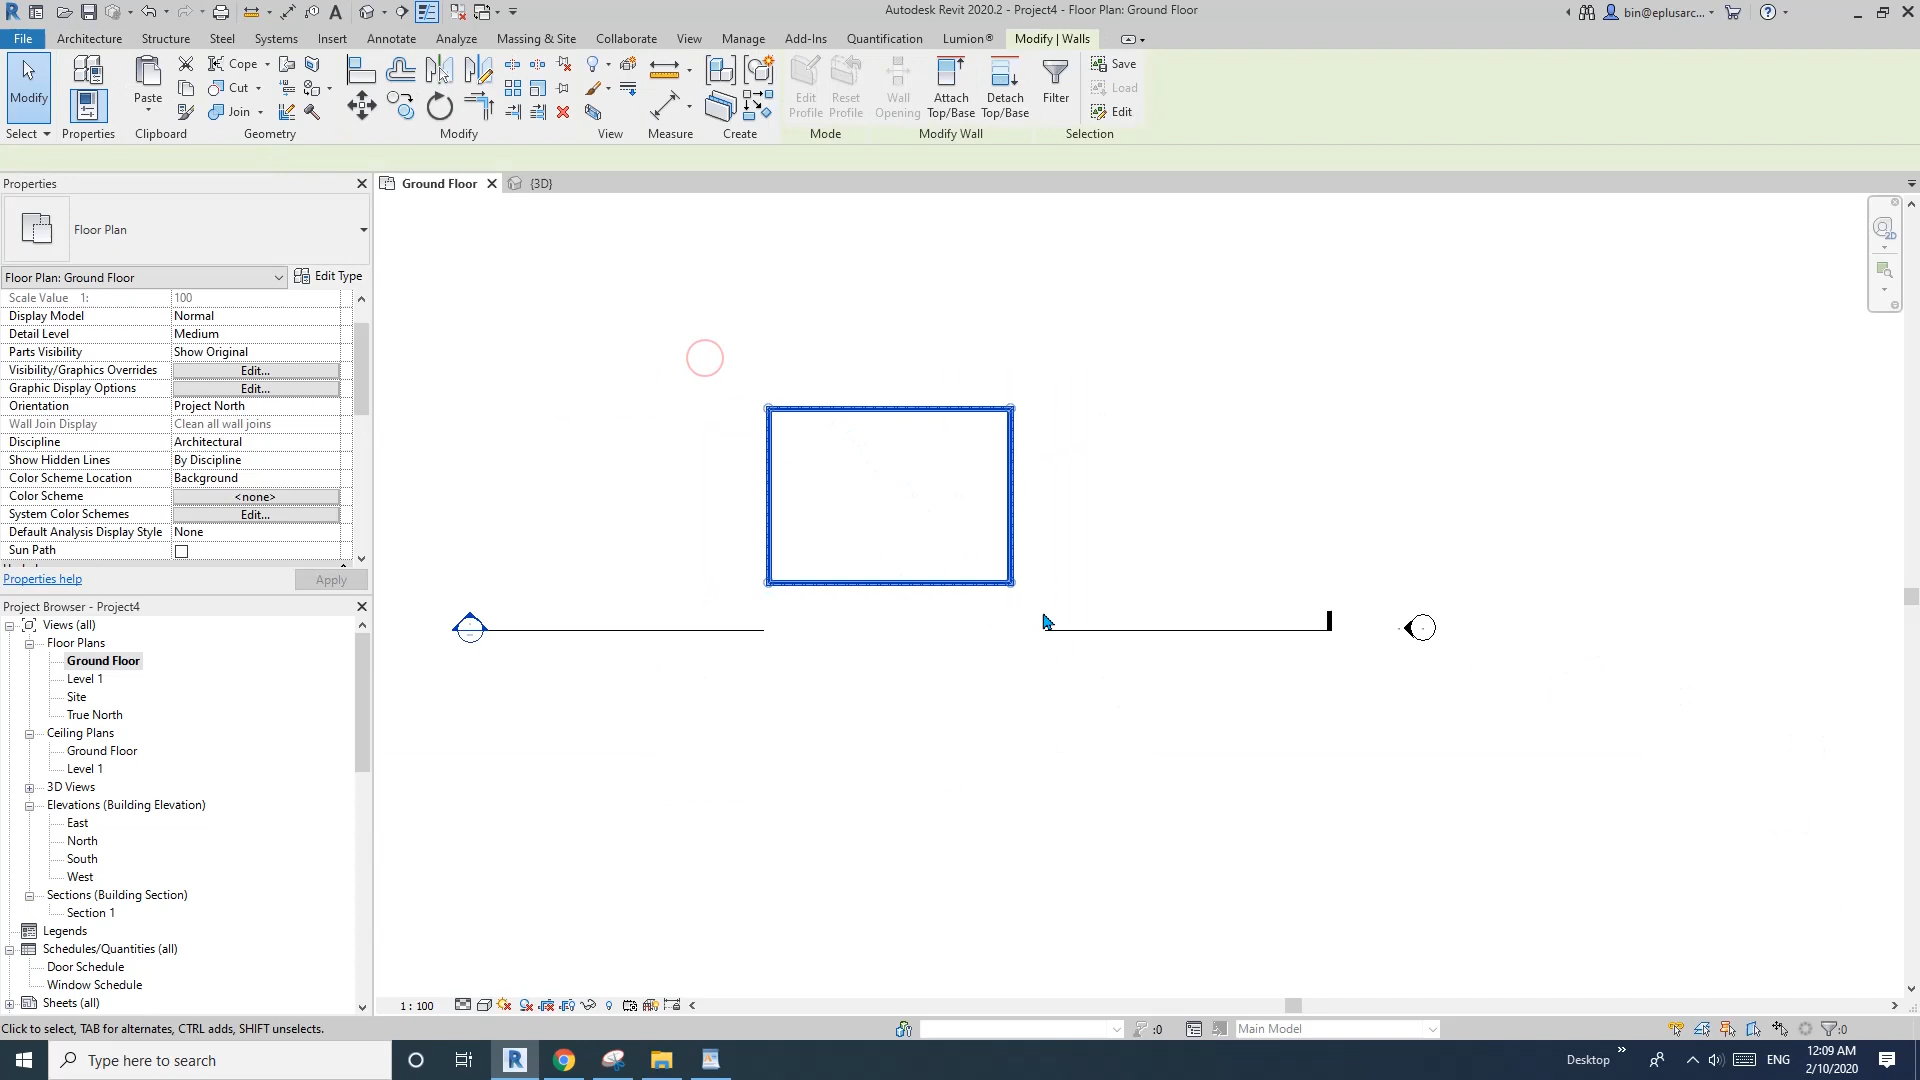 Autodesk Revit 2020.2 - Project4 - Floor Plan: Ground Floor
bin@eplusarc...
File Architecture Structure Steel Systems Insert Annotate Analyze Massing & Site Collaborate View Manage Add-Ins Quantification Lumion® Modify | Walls
Modify
Select
Properties
Paste
Clipboard
Cope
Cut
Join
Geometry
Modify
View
Measure
Create
Edit Profile
Reset Profile
Mode
Wall Opening
Attach Top/Base
Detach Top/Base
Modify Wall
Filter
Save
Load
Edit
Selection
Properties
Ground Floor
{3D}
Floor Plan
Floor Plan: Ground Floor
Edit Type
Scale Value 1: 100
Display Model Normal
Detail Level Medium
Parts Visibility Show Original
Visibility/Graphics Overrides Edit...
Graphic Display Options Edit...
Orientation Project North
Wall Join Display Clean all wall joins
Discipline Architectural
Show Hidden Lines By Discipline
Color Scheme Location Background
Color Scheme <none>
System Color Schemes Edit...
Default Analysis Display Style None
Sun Path
Properties help
Apply
Project Browser - Project4
Views (all)
Floor Plans
Ground Floor
Level 1
Site
True North
Ceiling Plans
Ground Floor
Level 1
3D Views
Elevations (Building Elevation)
East
North
South
West
Sections (Building Section)
Section 1
Legends
Schedules/Quantities (all)
Door Schedule
Window Schedule
Sheets (all)
2D
1 : 100
Click to select, TAB for alternates, CTRL adds, SHIFT unselects.
:0
Main Model
:0
Type here to search
Desktop
ENG
12:09 AM
2/10/2020